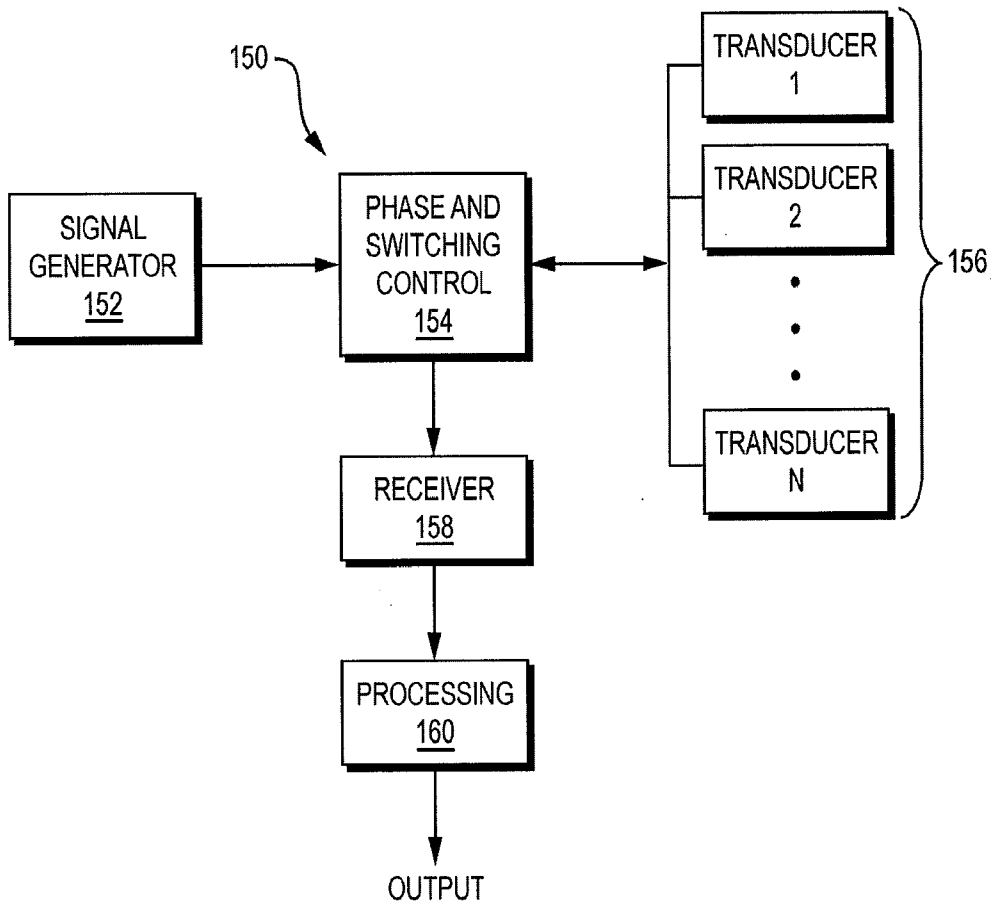 150
SIGNAL
GENERATOR
152
PHASE AND
SWITCHING
CONTROL
154
TRANSDUCER
1
TRANSDUCER
2
TRANSDUCER
N
156
RECEIVER
158
PROCESSING
160
OUTPUT